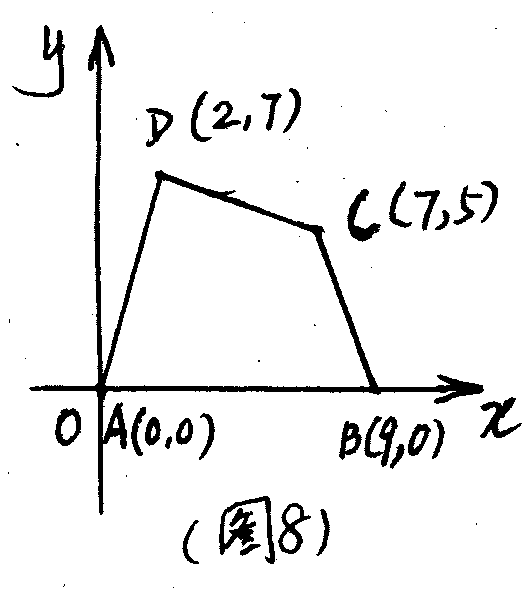 y
D(2,7)
C(7,5)
O A(0,0) B(9,0) x
(图8)